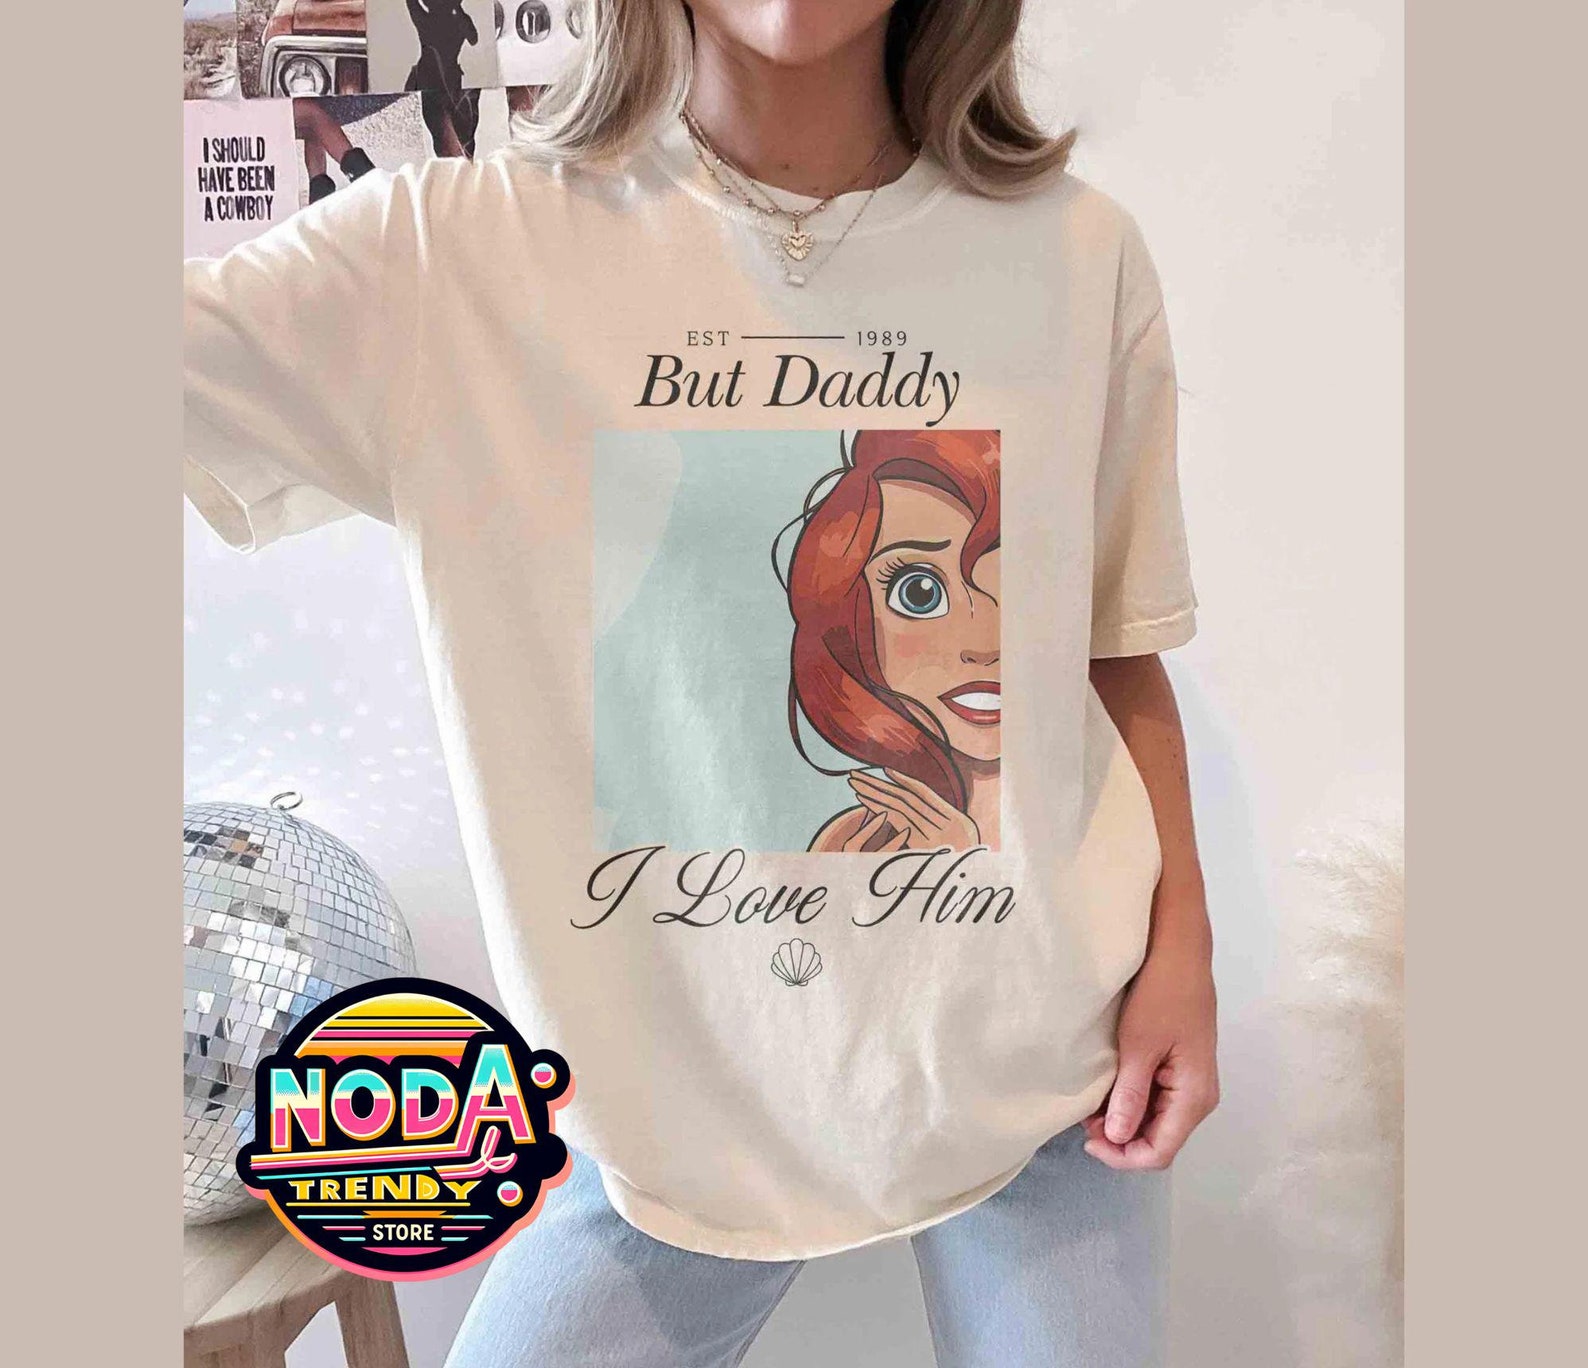 I SHOULD
HAVE BEEN
A COWBOY
EST 1989
But Daddy
I Love Him
NODA
TRENDY
STORE